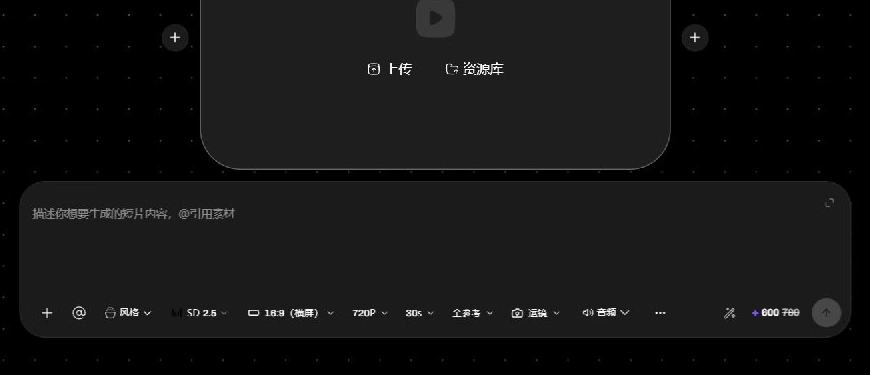 上传 资源库
描述你想要生成的短片内容，@引用素材
风格 SD 2.5 16:9（横屏） 720P 30s 全参考 运镜 音频 ··· 600 780